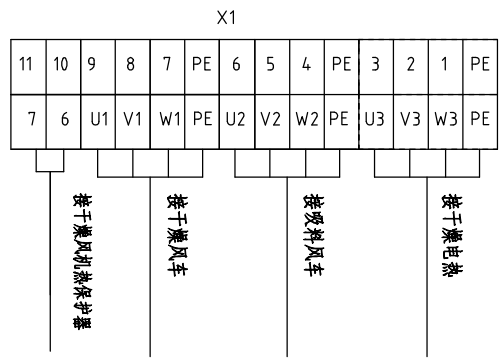 X1
11 10 9 8 7 PE 6 5 4 PE 3 2 1 PE
7 6 U1 V1 W1 PE U2 V2 W2 PE U3 V3 W3 PE
接干燥风机热保护器
接干燥风车
接吸料风车
接干燥电热